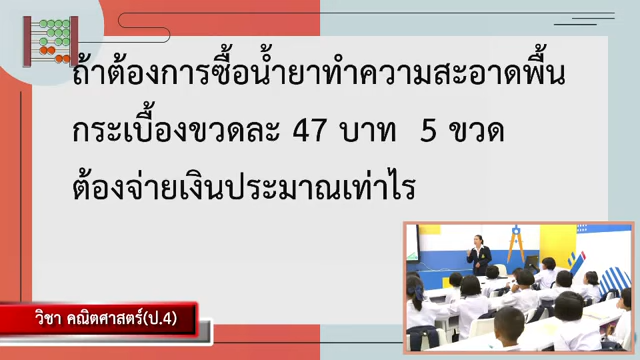 ถ้าต้องการซื้อน้ำยาทำความสะอาดพื้น
กระเบื้องขวดละ 47 บาท 5 ขวด
ต้องจ่ายเงินประมาณเท่าไร
วิชา คณิตศาสตร์(ป.4)